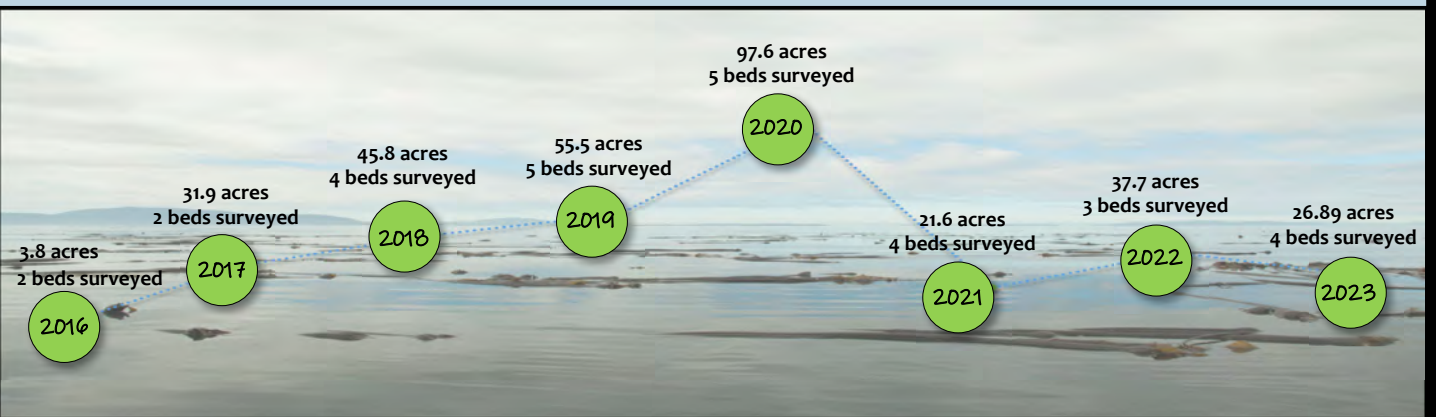 3.8 acres
2 beds surveyed
2016
31.9 acres
2 beds surveyed
2017
45.8 acres
4 beds surveyed
2018
55.5 acres
5 beds surveyed
2019
97.6 acres
5 beds surveyed
2020
21.6 acres
4 beds surveyed
2021
37.7 acres
3 beds surveyed
2022
26.89 acres
4 beds surveyed
2023